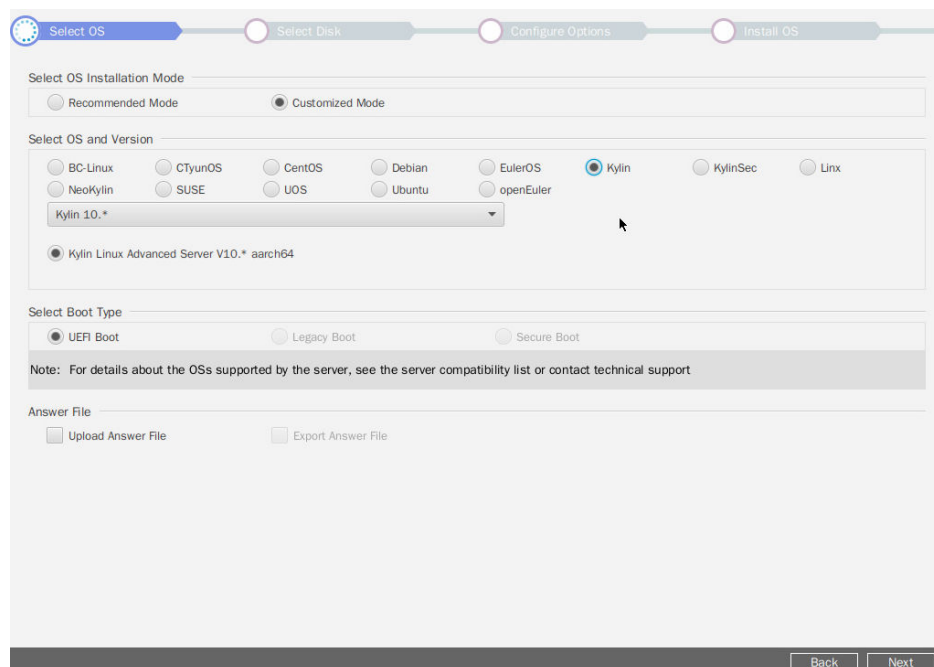 Select OS Select Disk Configure Options Install OS
Select OS Installation Mode
Recommended Mode Customized Mode
Select OS and Version
BC-Linux CTyunOS CentOS Debian EulerOS Kylin KylinSec Linx
NeoKylin SUSE UOS Ubuntu openEuler
Kylin 10.*
Kylin Linux Advanced Server V10.* aarch64
Select Boot Type
UEFI Boot Legacy Boot Secure Boot
Note: For details about the OSs supported by the server, see the server compatibility list or contact technical support
Answer File
Upload Answer File Export Answer File
Back Next